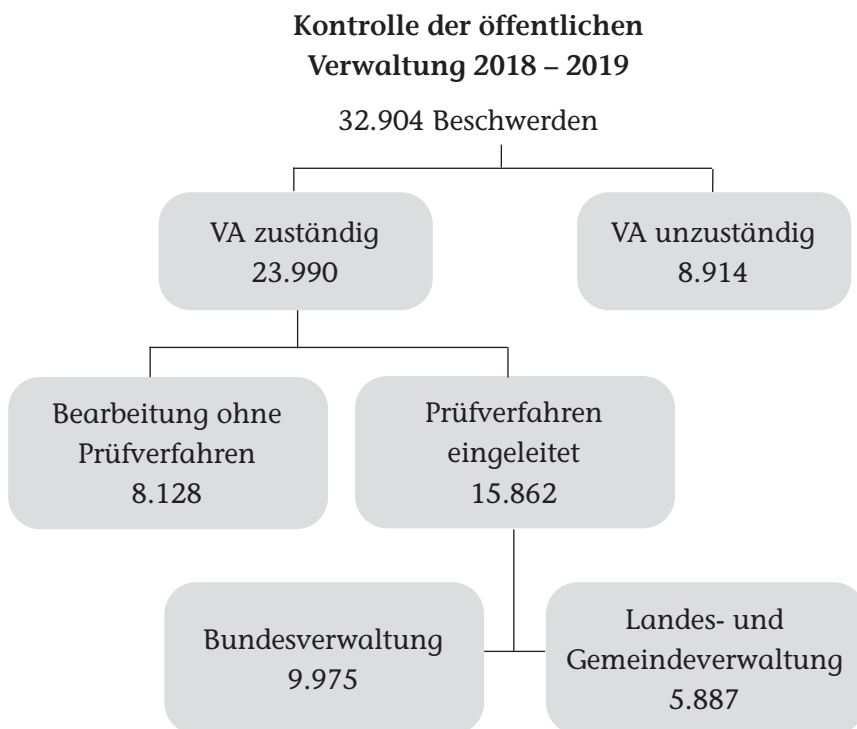 Kontrolle der öffentlichen
Verwaltung 2018 – 2019
32.904 Beschwerden
VA zuständig
23.990
VA unzuständig
8.914
Bearbeitung ohne
Prüfverfahren
8.128
Prüfverfahren
eingeleitet
15.862
Bundesverwaltung
9.975
Landes- und
Gemeindeverwaltung
5.887